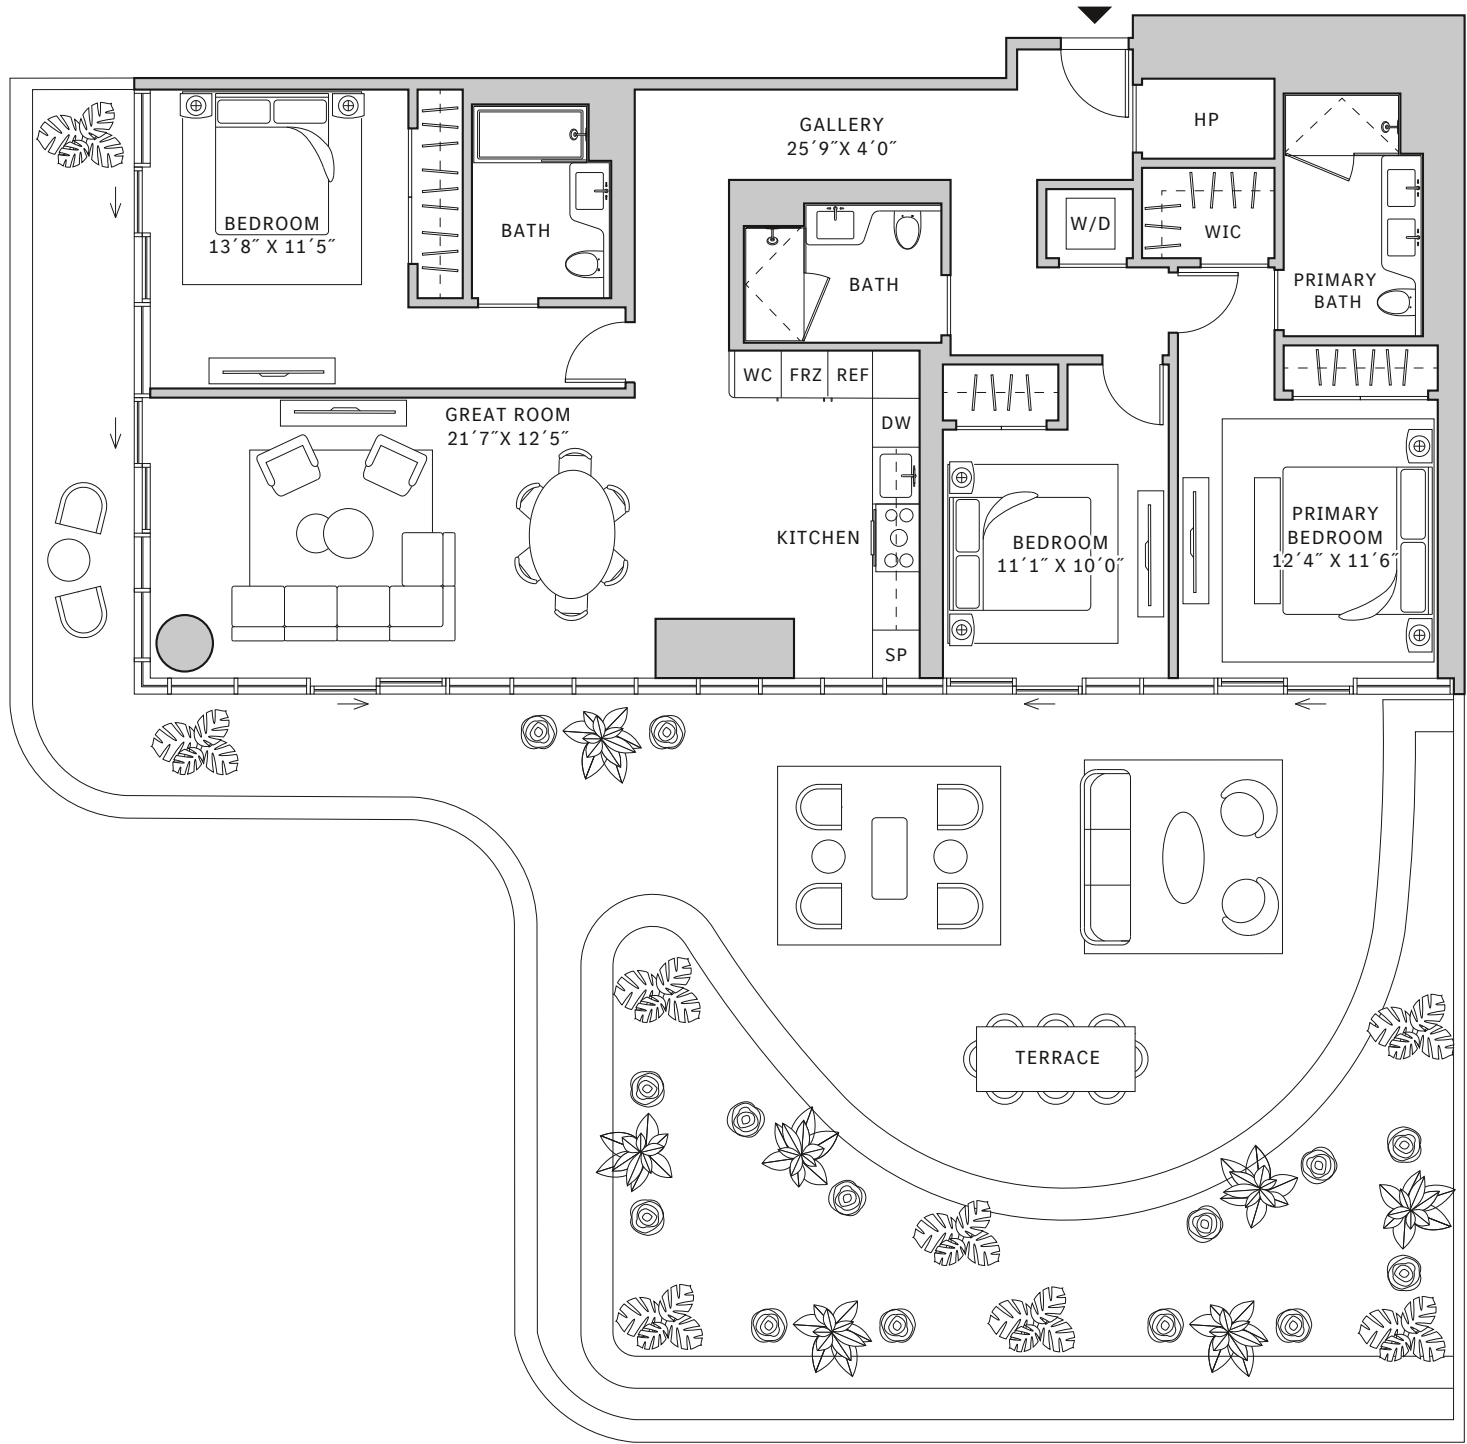 GALLERY
25´9˝X 4´0˝
HP
BEDROOM
13´8˝ X 11´5˝
BATH
W/D
WIC
BATH
PRIMARY
BATH
WC FRZ REF
GREAT ROOM
21´7˝X 12´5˝
DW
KITCHEN
BEDROOM
11´1˝ X 10´0˝
PRIMARY
BEDROOM
12´4˝ X 11´6˝
SP
TERRACE